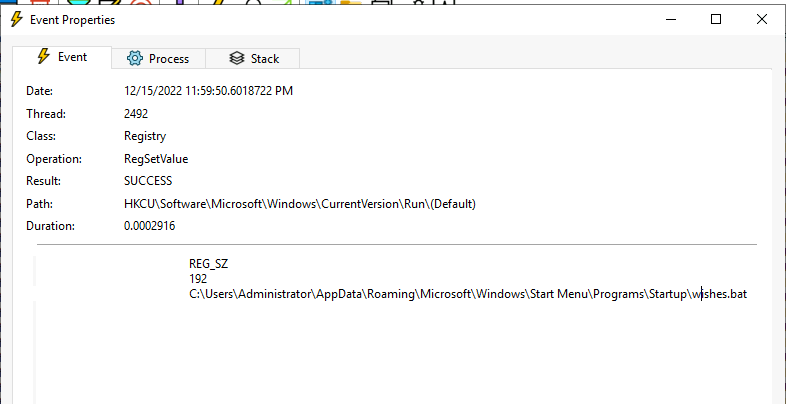 Event Properties
Event Process Stack
Date: 12/15/2022 11:59:50.6018722 PM
Thread: 2492
Class: Registry
Operation: RegSetValue
Result: SUCCESS
Path: HKCU\Software\Microsoft\Windows\CurrentVersion\Run\(Default)
Duration: 0.0002916
REG_SZ
192
C:\Users\Administrator\AppData\Roaming\Microsoft\Windows\Start Menu\Programs\Startup\wishes.bat